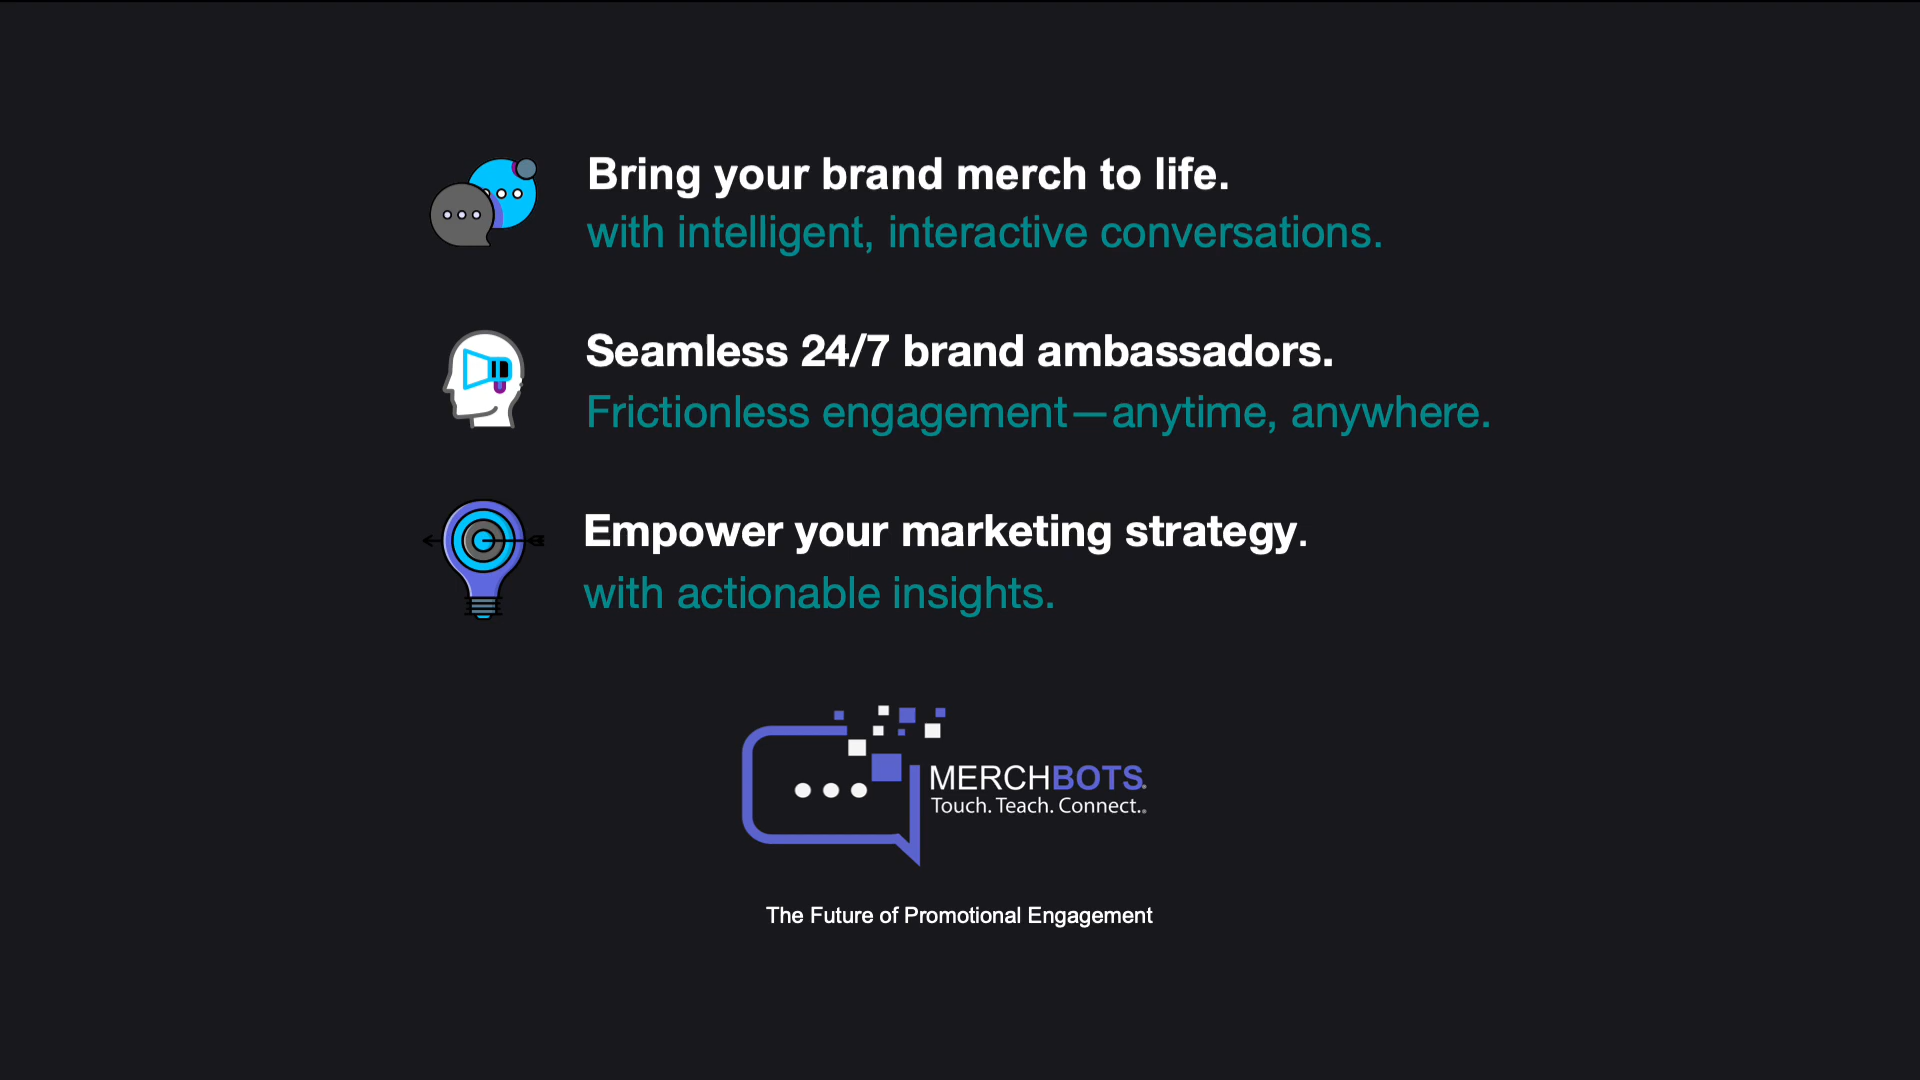 Bring your brand merch to life.
with intelligent, interactive conversations.
Seamless 24/7 brand ambassadors.
Frictionless engagement—anytime, anywhere.
Empower your marketing strategy.
with actionable insights.
MERCHBOTS
Touch. Teach. Connect..
The Future of Promotional Engagement